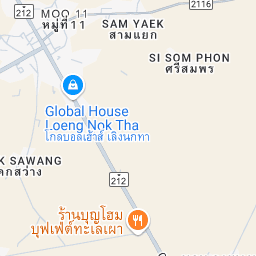 212
MOO 11
หมู่ที่ 11
SAM YAEK
สามแยก
2116
SI SOM PHON
ศรีสมพร
Global House
Loeng Nok Tha
โกลบอลเฮ้าส์ เลิงนกทา
K SAWANG
คกสว่าง
212
ร้านบุญโฮม
บุฟเฟ่ต์ทะเลเผา